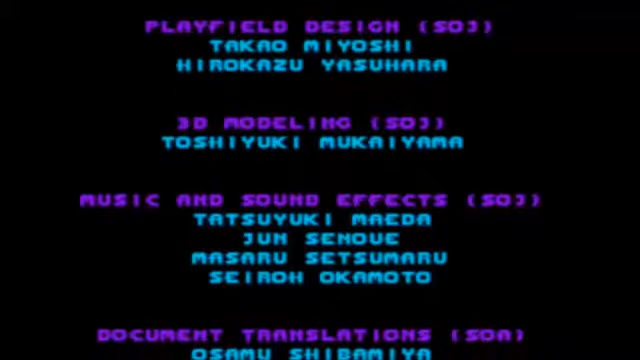 PLAYFIELD DESIGN (SOJ)
TAKAO MIYOSHI
HIROKAZU YASUHARA
3D MODELING (SOJ)
TOSHIYUKI MUKAIYAMA
MUSIC AND SOUND EFFECTS (SOJ)
TATSUYUKI MAEDA
JUN SENOUE
MASARU SETSUMARU
SEIROH OKAMOTO
DOCUMENT TRANSLATIONS (SOA)
OSAMU SHIBAMIYA